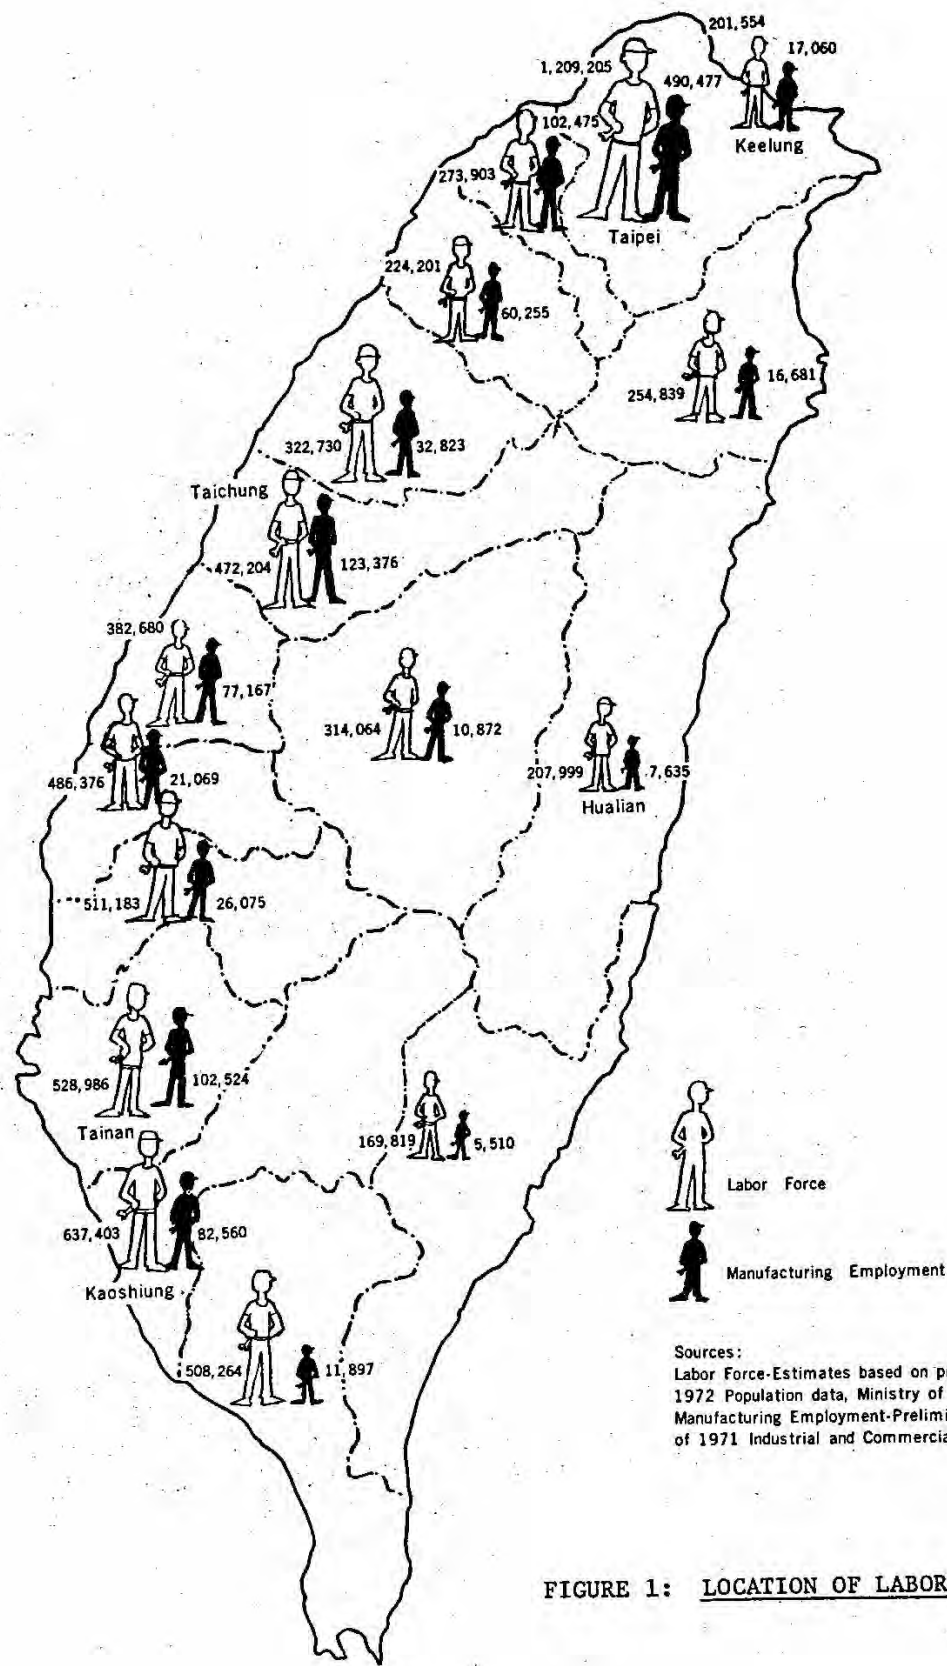 201,554
17,060
1,209,205
490,477
102,475
Keelung
273,903
Taipei
224,201
60,255
254,839
16,681
322,730
32,823
Taichung
472,204
123,376
382,680
77,167
314,064
10,872
486,376
21,069
207,999
7,635
Hualian
511,183
26,075
528,986
102,524
Tainan
169,819
5,510
Labor Force
637,403
82,560
Manufacturing Employment
Kaoshiung
508,264
11,897
Sources:
Labor Force-Estimates based on p
1972 Population data, Ministry of
Manufacturing Employment-Prelimi
of 1971 Industrial and Commercia
FIGURE 1: LOCATION OF LABOR